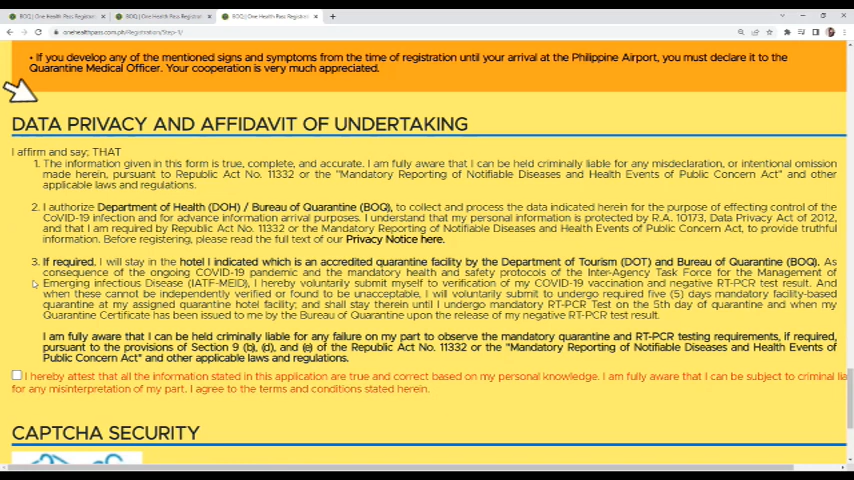 BOQ | One Health Pass Registratio
BOQ | One Health Pass Registratio
BOQ | One Health Pass Registratio
onehealthpass.com.ph/Registration/Step-1/
• If you develop any of the mentioned signs and symptoms from the time of registration until your arrival at the Philippine Airport, you must declare it to the
Quarantine Medical Officer. Your cooperation is very much appreciated.
DATA PRIVACY AND AFFIDAVIT OF UNDERTAKING
I affirm and say; THAT
1. The information given in this form is true, complete, and accurate. I am fully aware that I can be held criminally liable for any misdeclaration, or intentional omission
made herein, pursuant to Republic Act No. 11332 or the "Mandatory Reporting of Notifiable Diseases and Health Events of Public Concern Act" and other
applicable laws and regulations.
2. I authorize Department of Health (DOH) / Bureau of Quarantine (BOQ), to collect and process the data indicated herein for the purpose of effecting control of the
CoVID-19 infection and for advance information arrival purposes. I understand that my personal information is protected by R.A. 10173, Data Privacy Act of 2012,
and that I am required by Republic Act No. 11332 or the Mandatory Reporting of Notifiable Diseases and Health Events of Public Concern Act, to provide truthful
information. Before registering, please read the full text of our Privacy Notice here.
3. If required, I will stay in the hotel I indicated which is an accredited quarantine facility by the Department of Tourism (DOT) and Bureau of Quarantine (BOQ). As
consequence of the ongoing COVID-19 pandemic and the mandatory health and safety protocols of the Inter-Agency Task Force for the Management of
Emerging infectious Disease (IATF-MEID), I hereby voluntarily submit myself to verification of my COVID-19 vaccination and negative RT-PCR test result. And
when these cannot be independently verified or found to be unacceptable, I will voluntarily submit to undergo required five (5) days mandatory facility-based
quarantine at my assigned quarantine hotel facility; and shall stay therein until I undergo mandatory RT-PCR Test on the 5th day of quarantine and when my
Quarantine Certificate has been issued to me by the Bureau of Quarantine upon the release of my negative RT-PCR test result.
I am fully aware that I can be held criminally liable for any failure on my part to observe the mandatory quarantine and RT-PCR testing requirements, if required,
pursuant to the provisions of Section 9 (b), (d), and (e) of the Republic Act No. 11332 or the "Mandatory Reporting of Notifiable Diseases and Health Events of
Public Concern Act" and other applicable laws and regulations.
I hereby attest that all the information stated in this application are true and correct based on my personal knowledge. I am fully aware that I can be subject to criminal lia
for any misinterpretation of my part. I agree to the terms and conditions stated herein.
CAPTCHA SECURITY